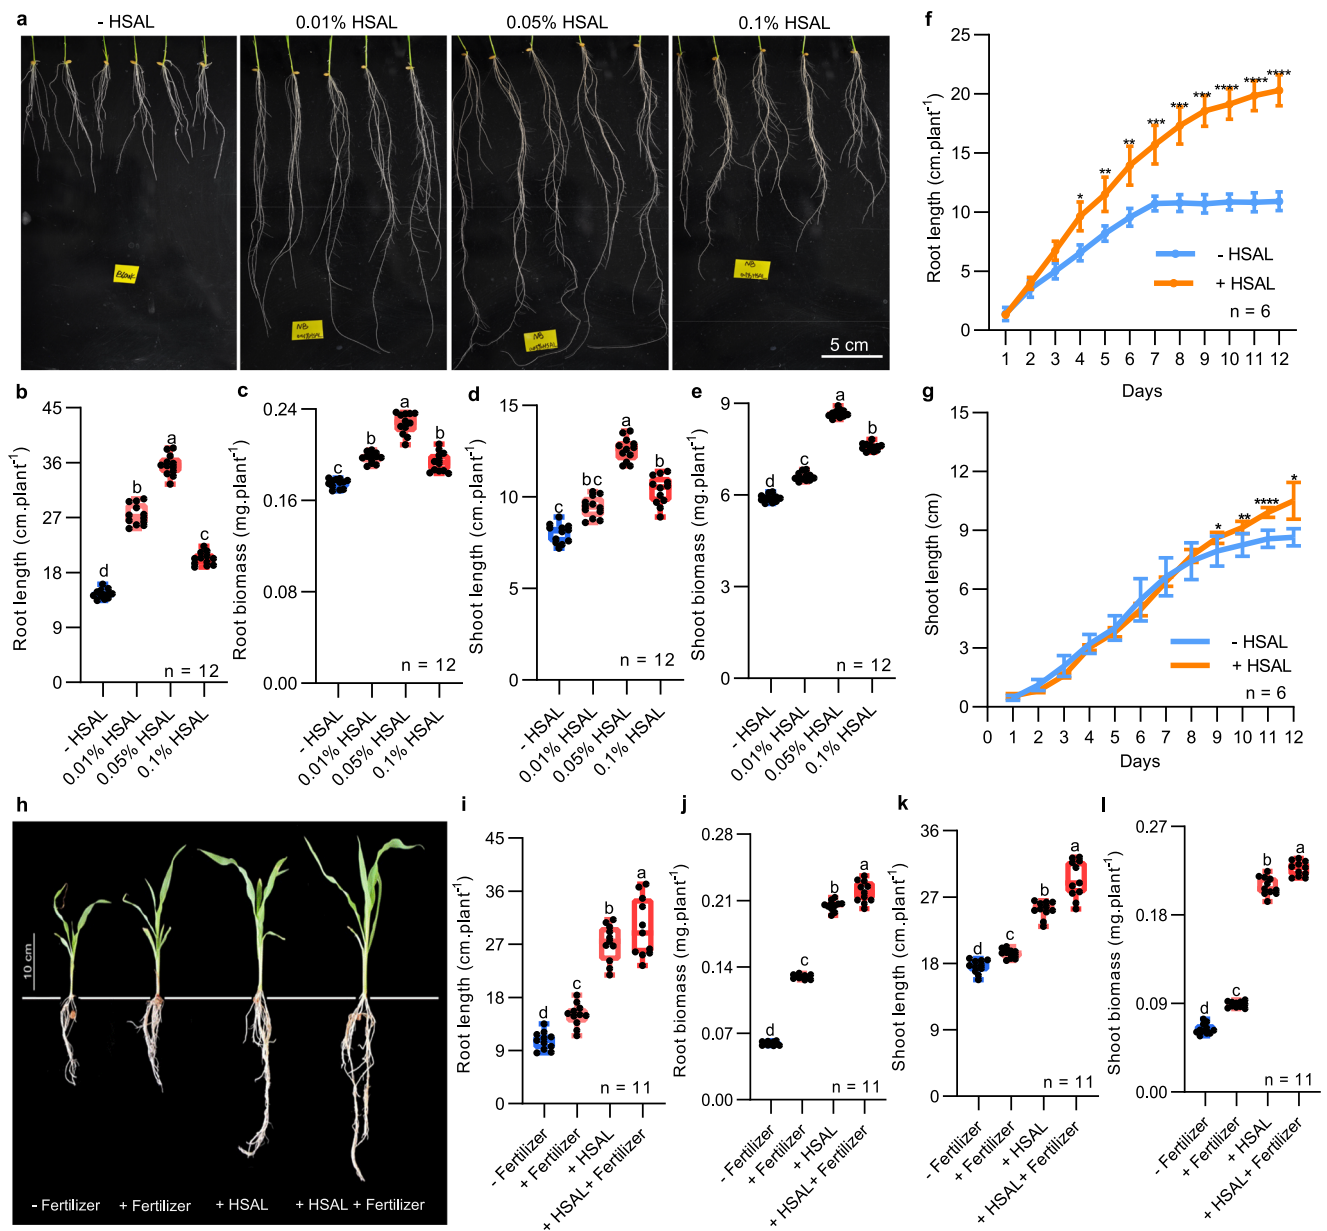 a
- HSAL
0.01% HSAL
0.05% HSAL
0.1% HSAL
Blank
NB
NB
NB
5 cm
f
Root length (cm.plant⁻¹)
25
20
15
10
5
0
* ** ** *** *** *** **** **** ****
- HSAL
+ HSAL
n = 6
1 2 3 4 5 6 7 8 9 10 11 12
Days
b
Root length (cm.plant⁻¹)
45
36
27
18
9
0
d
b
a
c
n = 12
- HSAL
0.01% HSAL
0.05% HSAL
0.1% HSAL
c
Root biomass (mg.plant⁻¹)
0.24
0.16
0.08
0.00
c
b
a
b
n = 12
- HSAL
0.01% HSAL
0.05% HSAL
0.1% HSAL
d
Shoot length (cm.plant⁻¹)
15
10
5
0
c
bc
a
b
n = 12
- HSAL
0.01% HSAL
0.05% HSAL
0.1% HSAL
e
Shoot biomass (mg.plant⁻¹)
9
6
3
0
d
c
a
b
n = 12
- HSAL
0.01% HSAL
0.05% HSAL
0.1% HSAL
g
Shoot length (cm)
15
12
9
6
3
0
* ** **** *
- HSAL
+ HSAL
n = 6
0 1 2 3 4 5 6 7 8 9 10 11 12
Days
h
10 cm
- Fertilizer
+ Fertilizer
+ HSAL
+ HSAL + Fertilizer
i
Root length (cm.plant⁻¹)
45
36
27
18
9
0
d
c
b
a
n = 11
- Fertilizer
+ Fertilizer
+ HSAL
+ HSAL+ Fertilizer
j
Root biomass (mg.plant⁻¹)
0.28
0.21
0.14
0.07
0.00
d
c
b
a
n = 11
- Fertilizer
+ Fertilizer
+ HSAL
+ HSAL+ Fertilizer
k
Shoot length (cm.plant⁻¹)
36
27
18
9
0
d
c
b
a
n = 11
- Fertilizer
+ Fertilizer
+ HSAL
+ HSAL+ Fertilizer
l
Shoot biomass (mg.plant⁻¹)
0.27
0.18
0.09
0.00
d
c
b
a
n = 11
- Fertilizer
+ Fertilizer
+ HSAL
+ HSAL+ Fertilizer